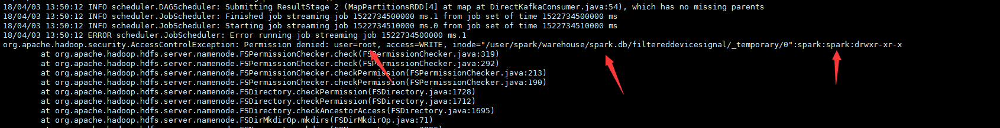 18/04/03 13:50:12 INFO scheduler.DAGScheduler: Submitting ResultStage 2 (MapPartitionsRDD[4] at map at DirectKafkaConsumer.java:54), which has no missing parents
18/04/03 13:50:12 INFO scheduler.JobScheduler: Finished job streaming job 1522734500000 ms.1 from job set of time 1522734500000 ms
18/04/03 13:50:12 INFO scheduler.JobScheduler: Starting job streaming job 1522734510000 ms.0 from job set of time 1522734510000 ms
18/04/03 13:50:12 ERROR scheduler.JobScheduler: Error running job streaming job 1522734500000 ms.1
org.apache.hadoop.security.AccessControlException: Permission denied: user=root, access=WRITE, inode="/user/spark/warehouse/spark.db/filtereddevicesignal/_temporary/0":spark:spark:drwxr-xr-x
at org.apache.hadoop.hdfs.server.namenode.FSPermissionChecker.check(FSPermissionChecker.java:319)
at org.apache.hadoop.hdfs.server.namenode.FSPermissionChecker.check(FSPermissionChecker.java:292)
at org.apache.hadoop.hdfs.server.namenode.FSPermissionChecker.checkPermission(FSPermissionChecker.java:213)
at org.apache.hadoop.hdfs.server.namenode.FSPermissionChecker.checkPermission(FSPermissionChecker.java:190)
at org.apache.hadoop.hdfs.server.namenode.FSDirectory.checkPermission(FSDirectory.java:1728)
at org.apache.hadoop.hdfs.server.namenode.FSDirectory.checkPermission(FSDirectory.java:1712)
at org.apache.hadoop.hdfs.server.namenode.FSDirectory.checkAncestorAccess(FSDirectory.java:1695)
at org.apache.hadoop.hdfs.server.namenode.FSDirMkdirOp.mkdirs(FSDirMkdirOp.java:71)